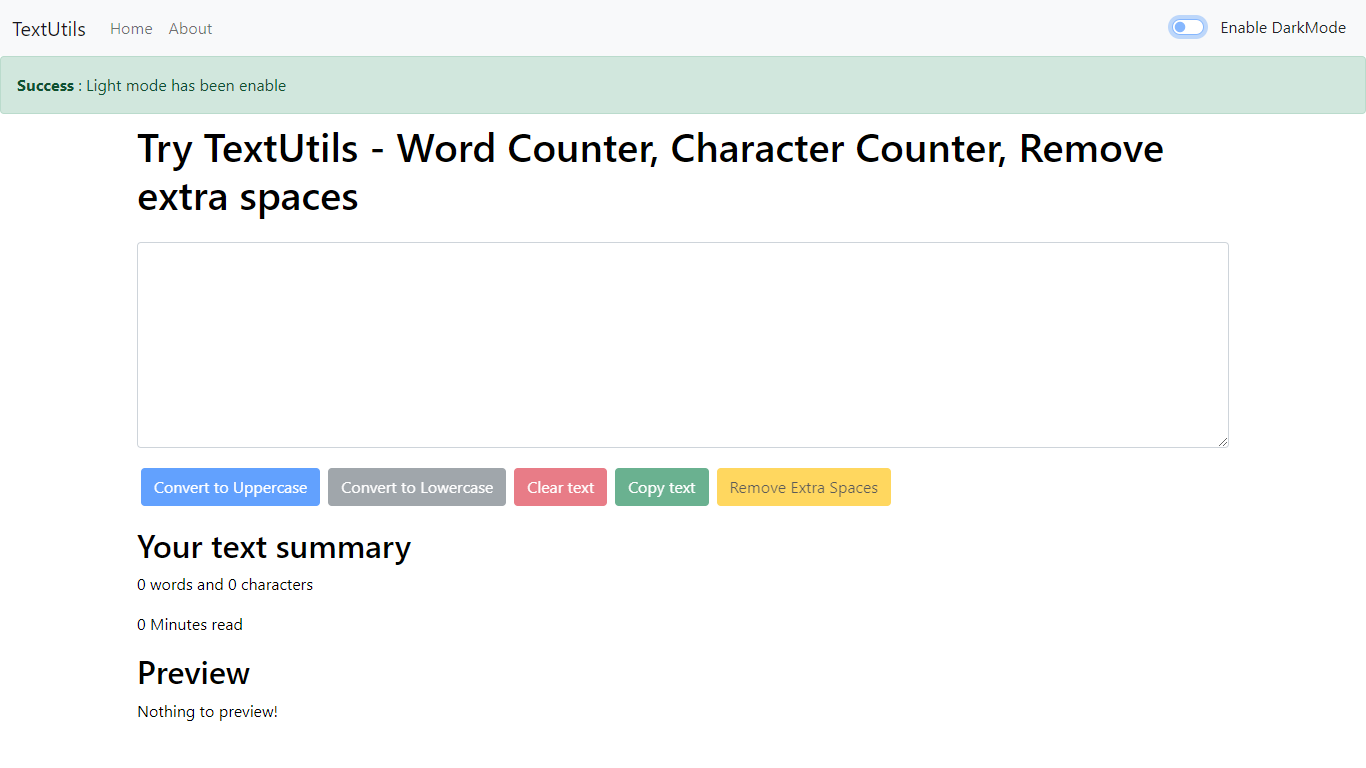 TextUtils Home About Enable DarkMode
Success : Light mode has been enable
Try TextUtils - Word Counter, Character Counter, Remove
extra spaces
Convert to Uppercase Convert to Lowercase Clear text Copy text Remove Extra Spaces
Your text summary
0 words and 0 characters
0 Minutes read
Preview
Nothing to preview!